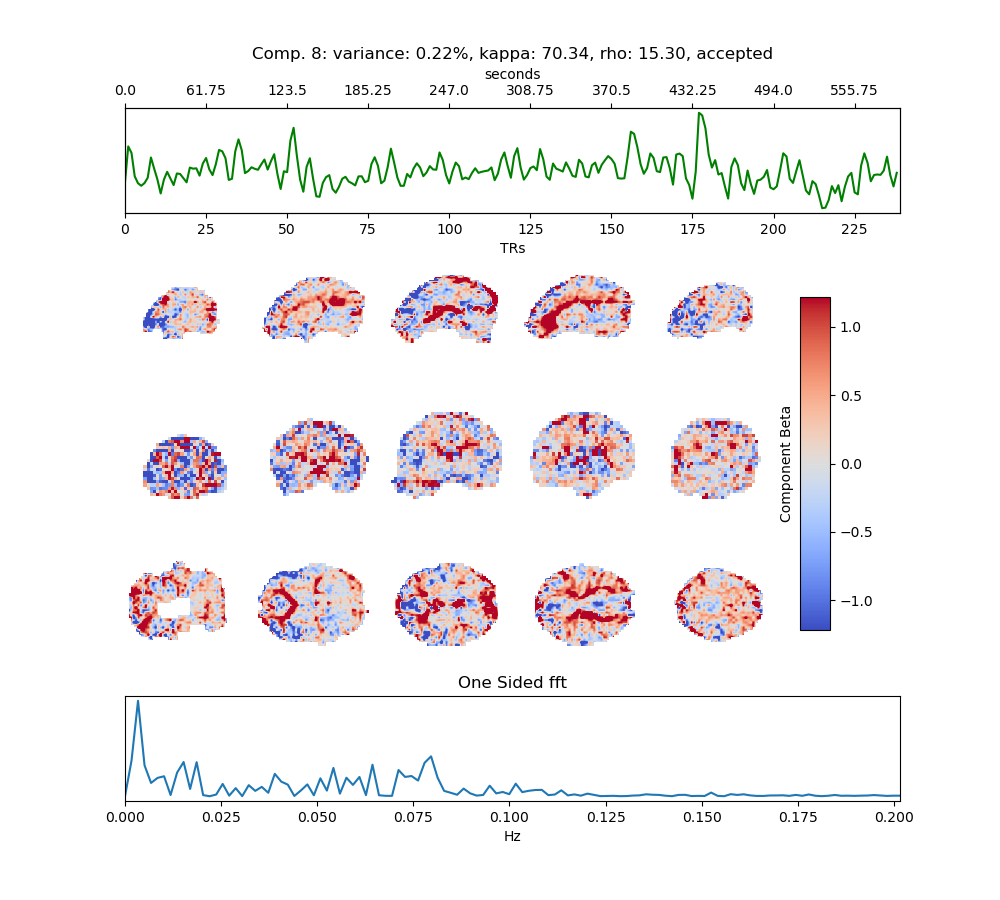 Comp. 8: variance: 0.22%, kappa: 70.34, rho: 15.30, accepted
seconds
0.0 61.75 123.5 185.25 247.0 308.75 370.5 432.25 494.0 555.75
0 25 50 75 100 125 150 175 200 225
TRs
1.0
0.5
0.0
−0.5
−1.0
Component Beta
One Sided fft
0.000 0.025 0.050 0.075 0.100 0.125 0.150 0.175 0.200
Hz